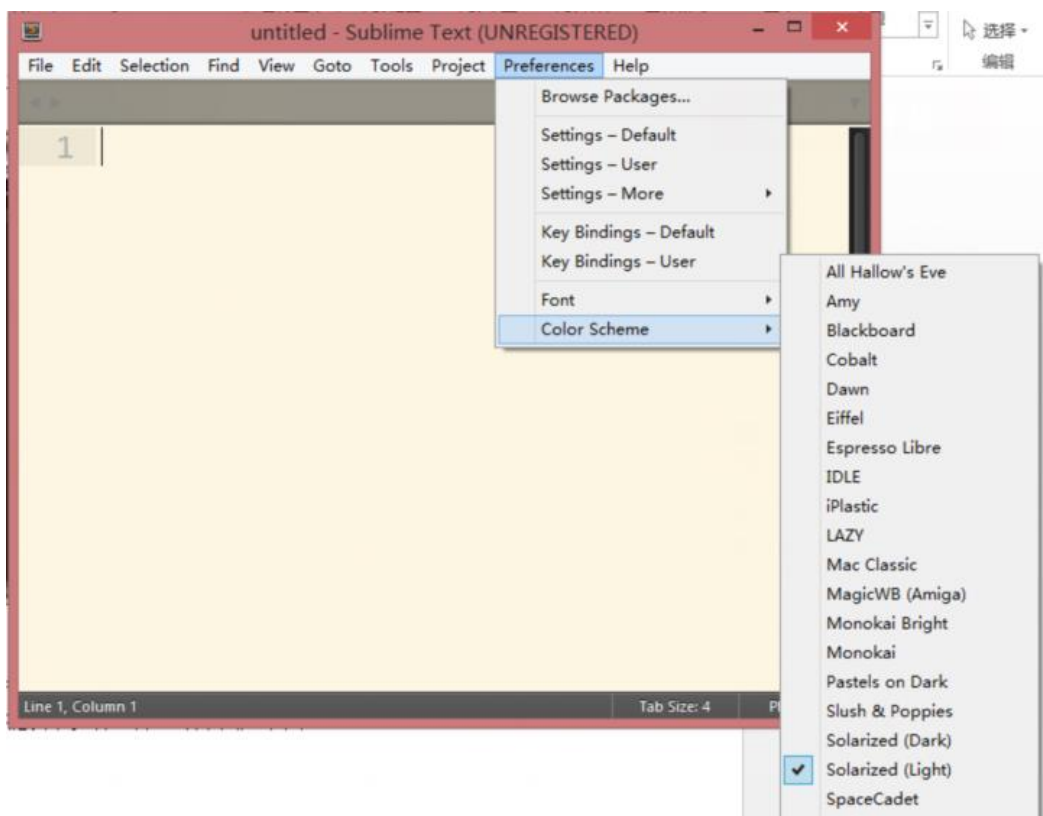 untitled - Sublime Text (UNREGISTERED)
选择
编辑
File Edit Selection Find View Goto Tools Project Preferences Help
Browse Packages...
Settings – Default
Settings – User
Settings – More
Key Bindings – Default
Key Bindings – User
Font
Color Scheme
1
All Hallow's Eve
Amy
Blackboard
Cobalt
Dawn
Eiffel
Espresso Libre
IDLE
iPlastic
LAZY
Mac Classic
MagicWB (Amiga)
Monokai Bright
Monokai
Pastels on Dark
Slush & Poppies
Solarized (Dark)
Solarized (Light)
SpaceCadet
Line 1, Column 1 Tab Size: 4